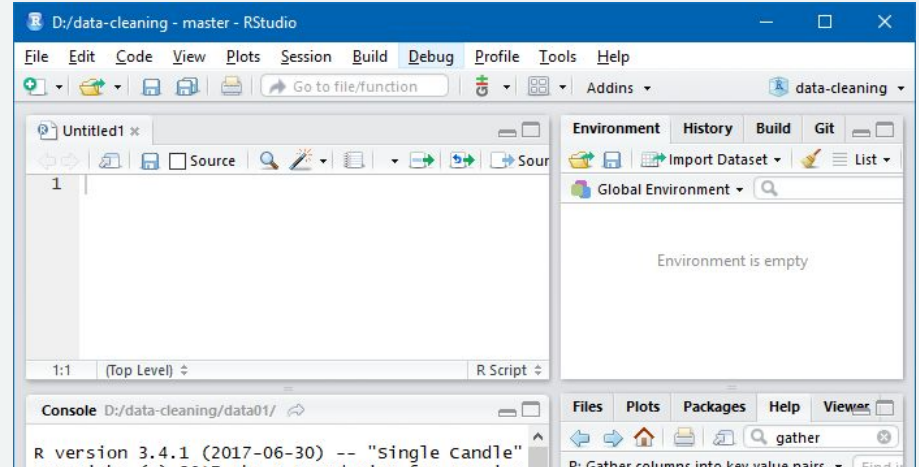 D:/data-cleaning - master - RStudio
File Edit Code View Plots Session Build Debug Profile Tools Help
Go to file/function Addins data-cleaning
Untitled1
Source Sour
1
1:1 (Top Level) R Script
Console D:/data-cleaning/data01/
R version 3.4.1 (2017-06-30) -- "Single Candle"
Environment History Build Git
Import Dataset List
Global Environment
Environment is empty
Files Plots Packages Help Viewer
gather
R: Gather columns into key value pairs Find i